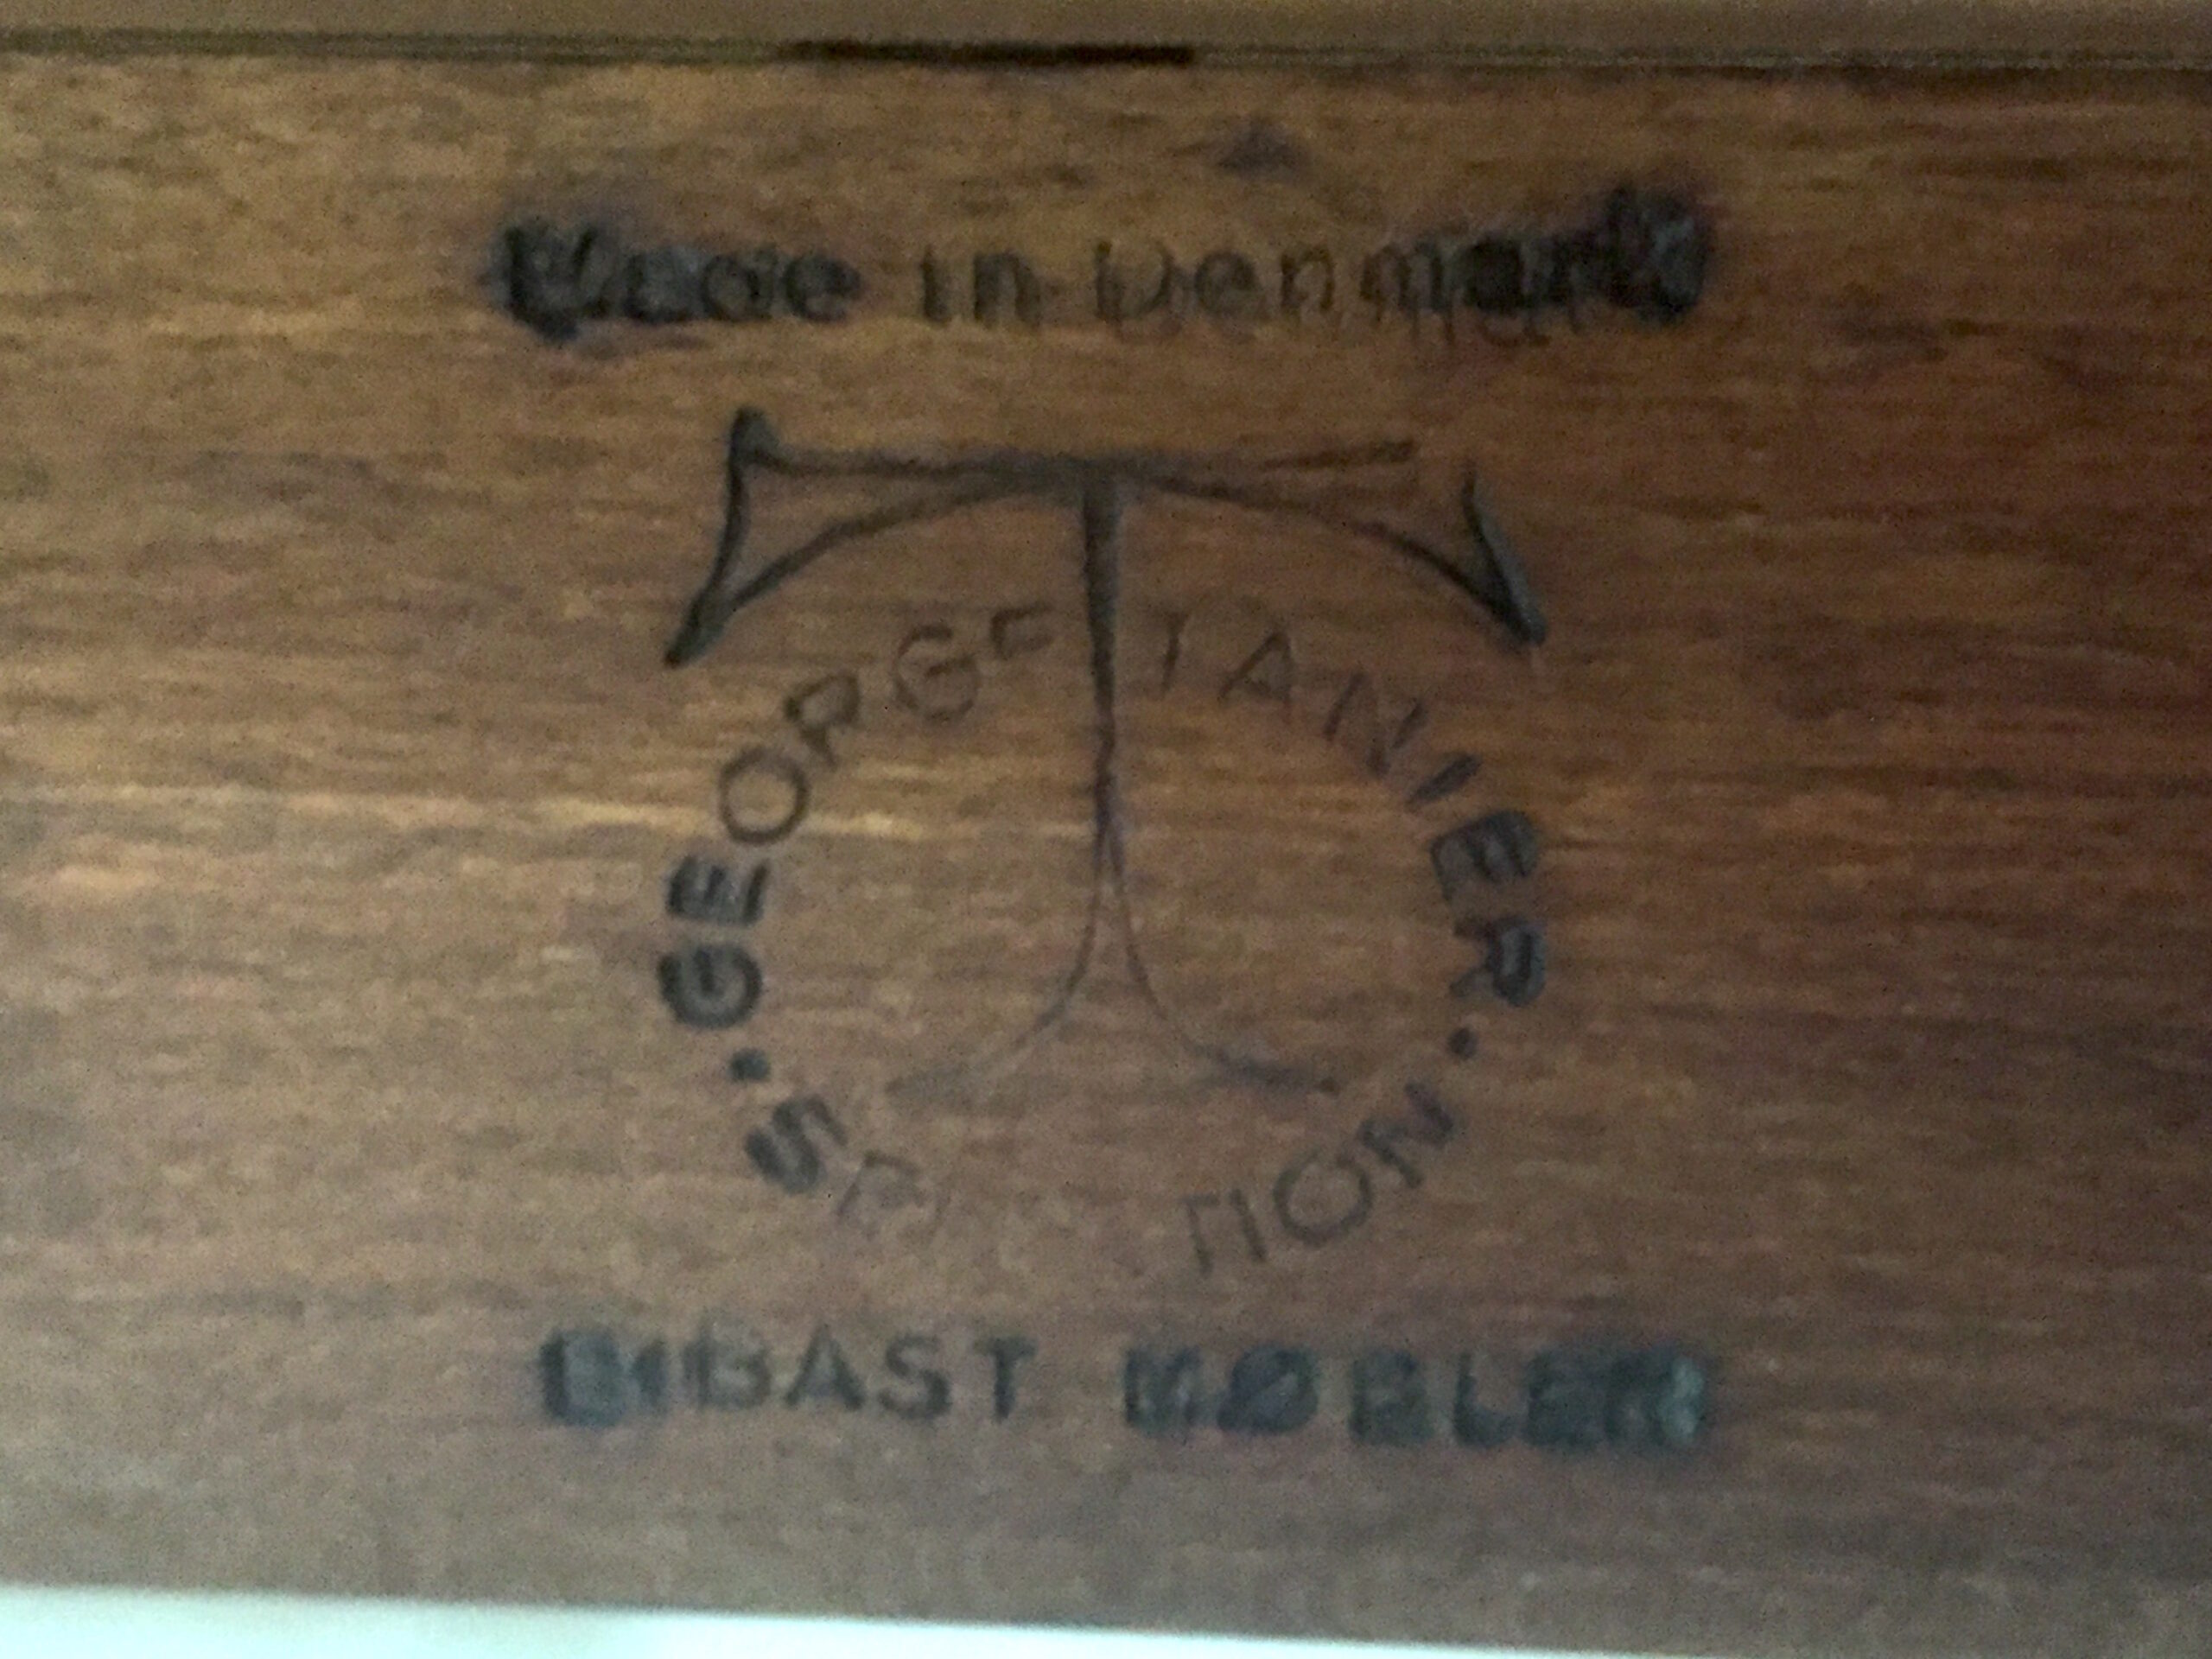 Made in Denmark
· GEORGE TANIER ·
SELECTION
BIBAST MØBLER